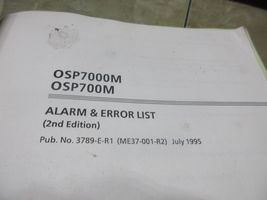 OSP7000M
OSP700M
ALARM & ERROR LIST
(2nd Edition)
Pub. No. 3789-E-R1 (ME37-001-R2) July 1995